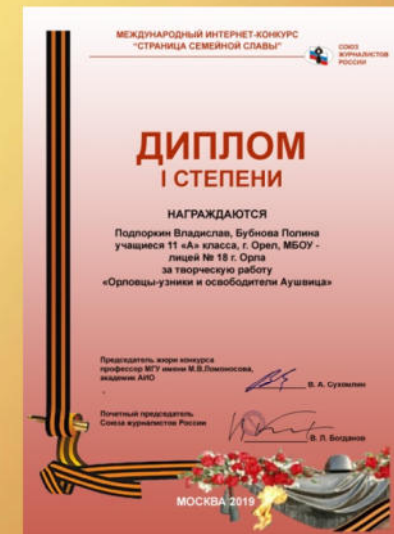 МЕЖДУНАРОДНЫЙ ИНТЕРНЕТ-КОНКУРС
"СТРАНИЦА СЕМЕЙНОЙ СЛАВЫ"
СОЮЗ
ЖУРНАЛИСТОВ
РОССИИ
ДИПЛОМ
I СТЕПЕНИ
НАГРАЖДАЮТСЯ
Подпоркин Владислав, Бубнова Полина
учащиеся 11 «А» класса, г. Орел, МБОУ -
лицей № 18 г. Орла
за творческую работу
«Орловцы-узники и освободители Аушвица»
Председатель жюри конкурса
профессор МГУ имени М.В.Ломоносова,
академик АИО
В. А. Сухомлин
Почетный председатель
Союза журналистов России
В. Л. Богданов
МОСКВА 2019